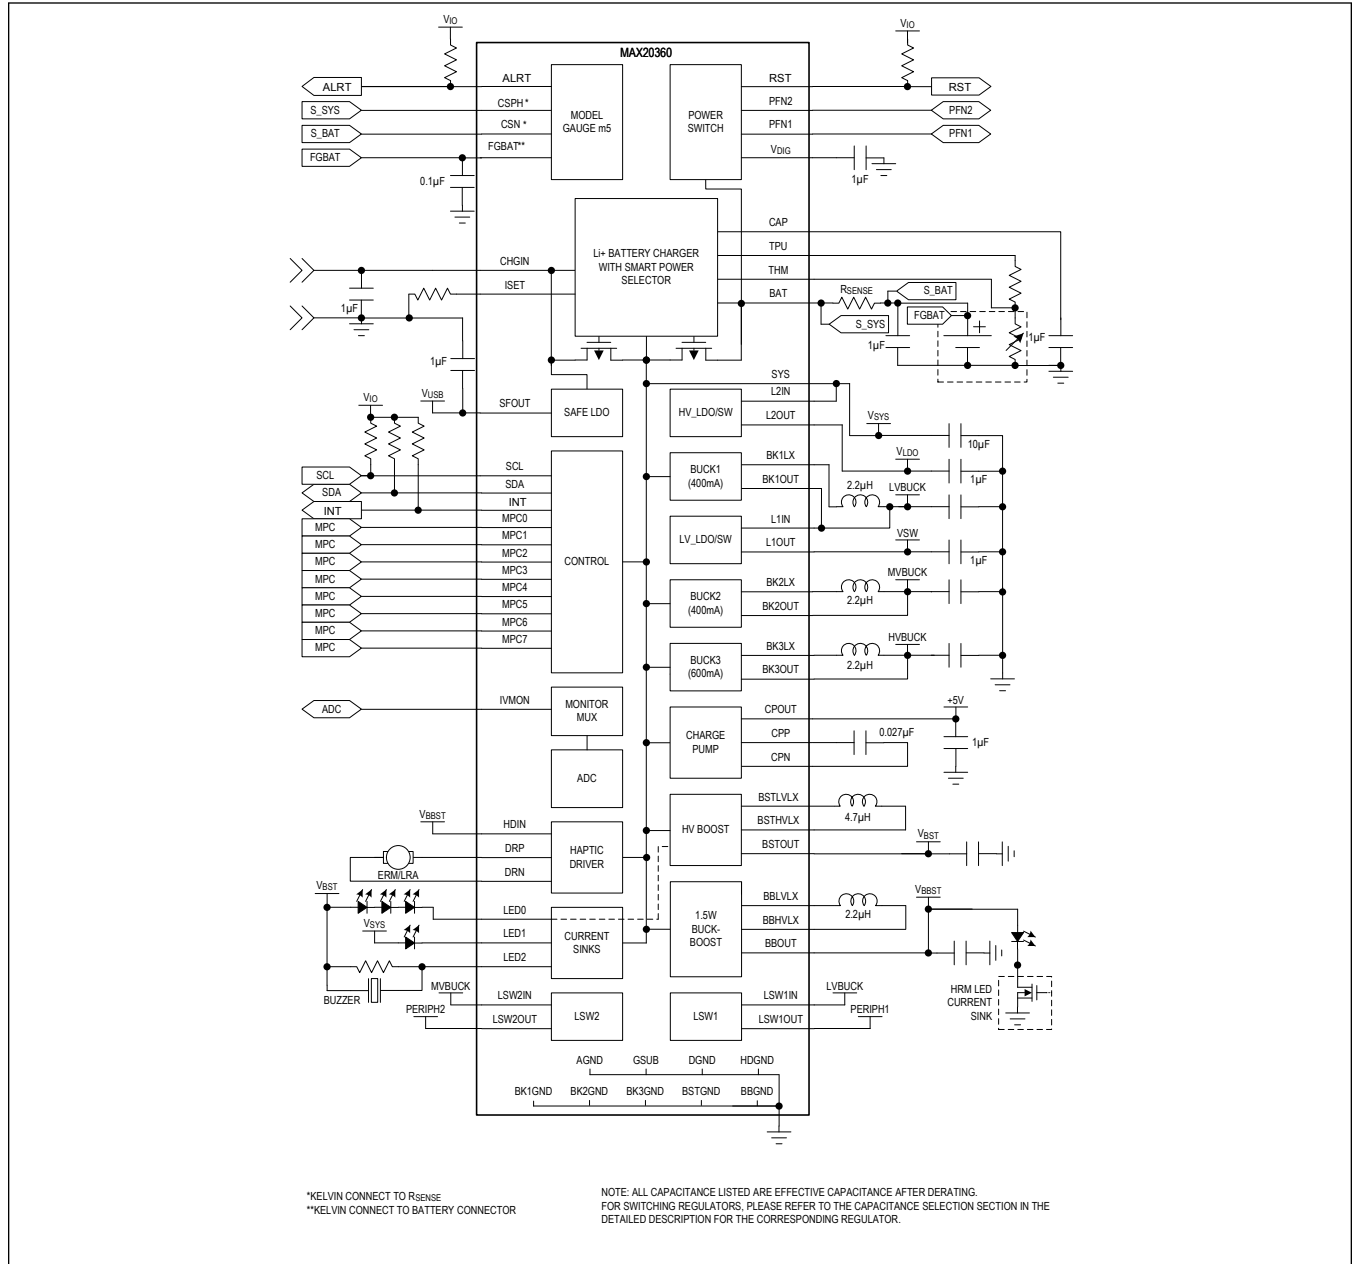 VIO
VIO
MAX20360
ALRT
ALRT
RST
RST
S_SYS
CSPH *
PFN2
PFN2
MODEL
GAUGE m5
POWER
SWITCH
S_BAT
CSN *
PFN1
PFN1
FGBAT
FGBAT**
VDIG
0.1µF
1µF
CAP
Li+ BATTERY CHARGER
WITH SMART POWER
SELECTOR
TPU
CHGIN
THM
ISET
BAT
RSENSE
S_BAT
1µF
S_SYS
FGBAT
+
1µF
1µF
1µF
SYS
VUSB
SFOUT
SAFE LDO
HV_LDO/SW
L2IN
L2OUT
VIO
VSYS
10µF
VLDO
1µF
SCL
SCL
BUCK1
(400mA)
BK1LX
SDA
SDA
BK1OUT
2.2µH
LVBUCK
INT
INT
MPC
MPC0
LV_LDO/SW
L1IN
MPC
MPC1
L1OUT
VSW
1µF
MPC
MPC2
CONTROL
MPC
MPC3
MPC
MPC4
BUCK2
(400mA)
BK2LX
2.2µH
MVBUCK
MPC
MPC5
BK2OUT
MPC
MPC6
MPC
MPC7
BUCK3
(600mA)
BK3LX
2.2µH
HVBUCK
BK3OUT
ADC
IVMON
MONITOR
MUX
CPOUT
+5V
CHARGE
PUMP
CPP
0.027µF
1µF
CPN
ADC
BSTLVLX
4.7µH
VBBST
HDIN
HV BOOST
BSTHVLX
DRP
HAPTIC
DRIVER
BSTOUT
VBST
ERM/LRA
DRN
VBST
LED0
1.5W
BUCK-
BOOST
BBLVLX
2.2µH
VBBST
VSYS
LED1
CURRENT
SINKS
BBHVLX
LED2
BBOUT
BUZZER
MVBUCK
LSW2IN
LSW2
LSW1
LSW1IN
LVBUCK
HRM LED
CURRENT
SINK
PERIPH2
LSW2OUT
LSW1OUT
PERIPH1
AGND GSUB DGND HDGND
BK1GND BK2GND BK3GND BSTGND BBGND
*KELVIN CONNECT TO RSENSE
**KELVIN CONNECT TO BATTERY CONNECTOR
NOTE: ALL CAPACITANCE LISTED ARE EFFECTIVE CAPACITANCE AFTER DERATING.
FOR SWITCHING REGULATORS, PLEASE REFER TO THE CAPACITANCE SELECTION SECTION IN THE
DETAILED DESCRIPTION FOR THE CORRESPONDING REGULATOR.